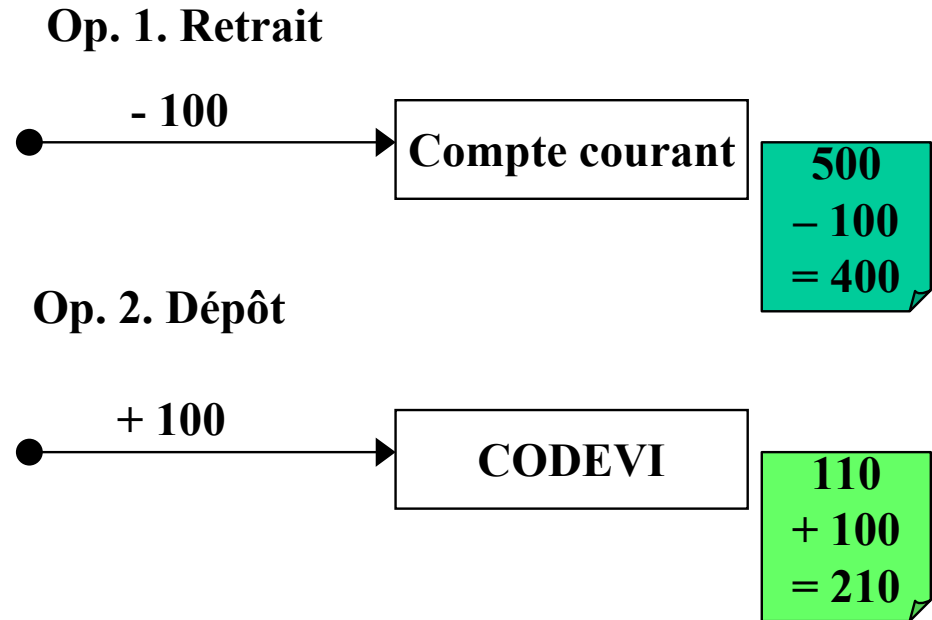 Op. 1. Retrait
- 100
Compte courant
500
– 100
= 400
Op. 2. Dépôt
+ 100
CODEVI
110
+ 100
= 210